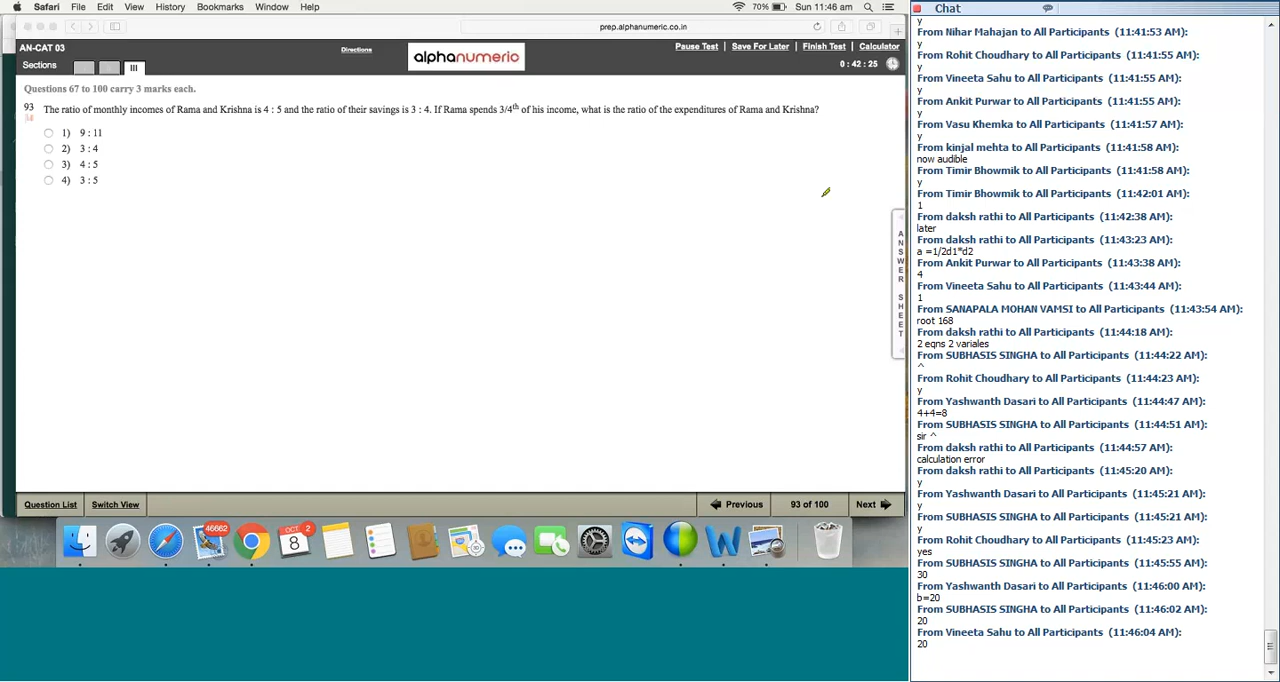 Safari File Edit View History Bookmarks Window Help
70% Sun 11:46 am
prep.alphanumeric.co.in
AN-CAT 03
Directions
alphanumeric
Pause Test Save For Later Finish Test Calculator
Sections III
0 : 42 : 25
Questions 67 to 100 carry 3 marks each.
93 The ratio of monthly incomes of Rama and Krishna is 4 : 5 and the ratio of their savings is 3 : 4. If Rama spends 3/4th of his income, what is the ratio of the expenditures of Rama and Krishna?
1) 9 : 11
2) 3 : 4
3) 4 : 5
4) 3 : 5
ANSWER SHEET
Question List Switch View Previous 93 of 100 Next
46662
OCT 2
8
Chat
y
From Nihar Mahajan to All Participants (11:41:53 AM):
y
From Rohit Choudhary to All Participants (11:41:55 AM):
y
From Vineeta Sahu to All Participants (11:41:55 AM):
y
From Ankit Purwar to All Participants (11:41:55 AM):
y
From Vasu Khemka to All Participants (11:41:57 AM):
y
From kinjal mehta to All Participants (11:41:58 AM):
now audible
From Timir Bhowmik to All Participants (11:41:58 AM):
y
From Timir Bhowmik to All Participants (11:42:01 AM):
1
From daksh rathi to All Participants (11:42:38 AM):
later
From daksh rathi to All Participants (11:43:23 AM):
a =1/2d1*d2
From Ankit Purwar to All Participants (11:43:38 AM):
4
From Vineeta Sahu to All Participants (11:43:44 AM):
1
From SANAPALA MOHAN VAMSI to All Participants (11:43:54 AM):
root 168
From daksh rathi to All Participants (11:44:18 AM):
2 eqns 2 variales
From SUBHASIS SINGHA to All Participants (11:44:22 AM):
^
From Rohit Choudhary to All Participants (11:44:23 AM):
y
From Yashwanth Dasari to All Participants (11:44:47 AM):
4+4=8
From SUBHASIS SINGHA to All Participants (11:44:51 AM):
sir ^
From daksh rathi to All Participants (11:44:57 AM):
calculation error
From daksh rathi to All Participants (11:45:20 AM):
y
From Yashwanth Dasari to All Participants (11:45:21 AM):
y
From SUBHASIS SINGHA to All Participants (11:45:21 AM):
y
From Rohit Choudhary to All Participants (11:45:23 AM):
yes
From SUBHASIS SINGHA to All Participants (11:45:55 AM):
30
From Yashwanth Dasari to All Participants (11:46:00 AM):
b=20
From SUBHASIS SINGHA to All Participants (11:46:02 AM):
20
From Vineeta Sahu to All Participants (11:46:04 AM):
20